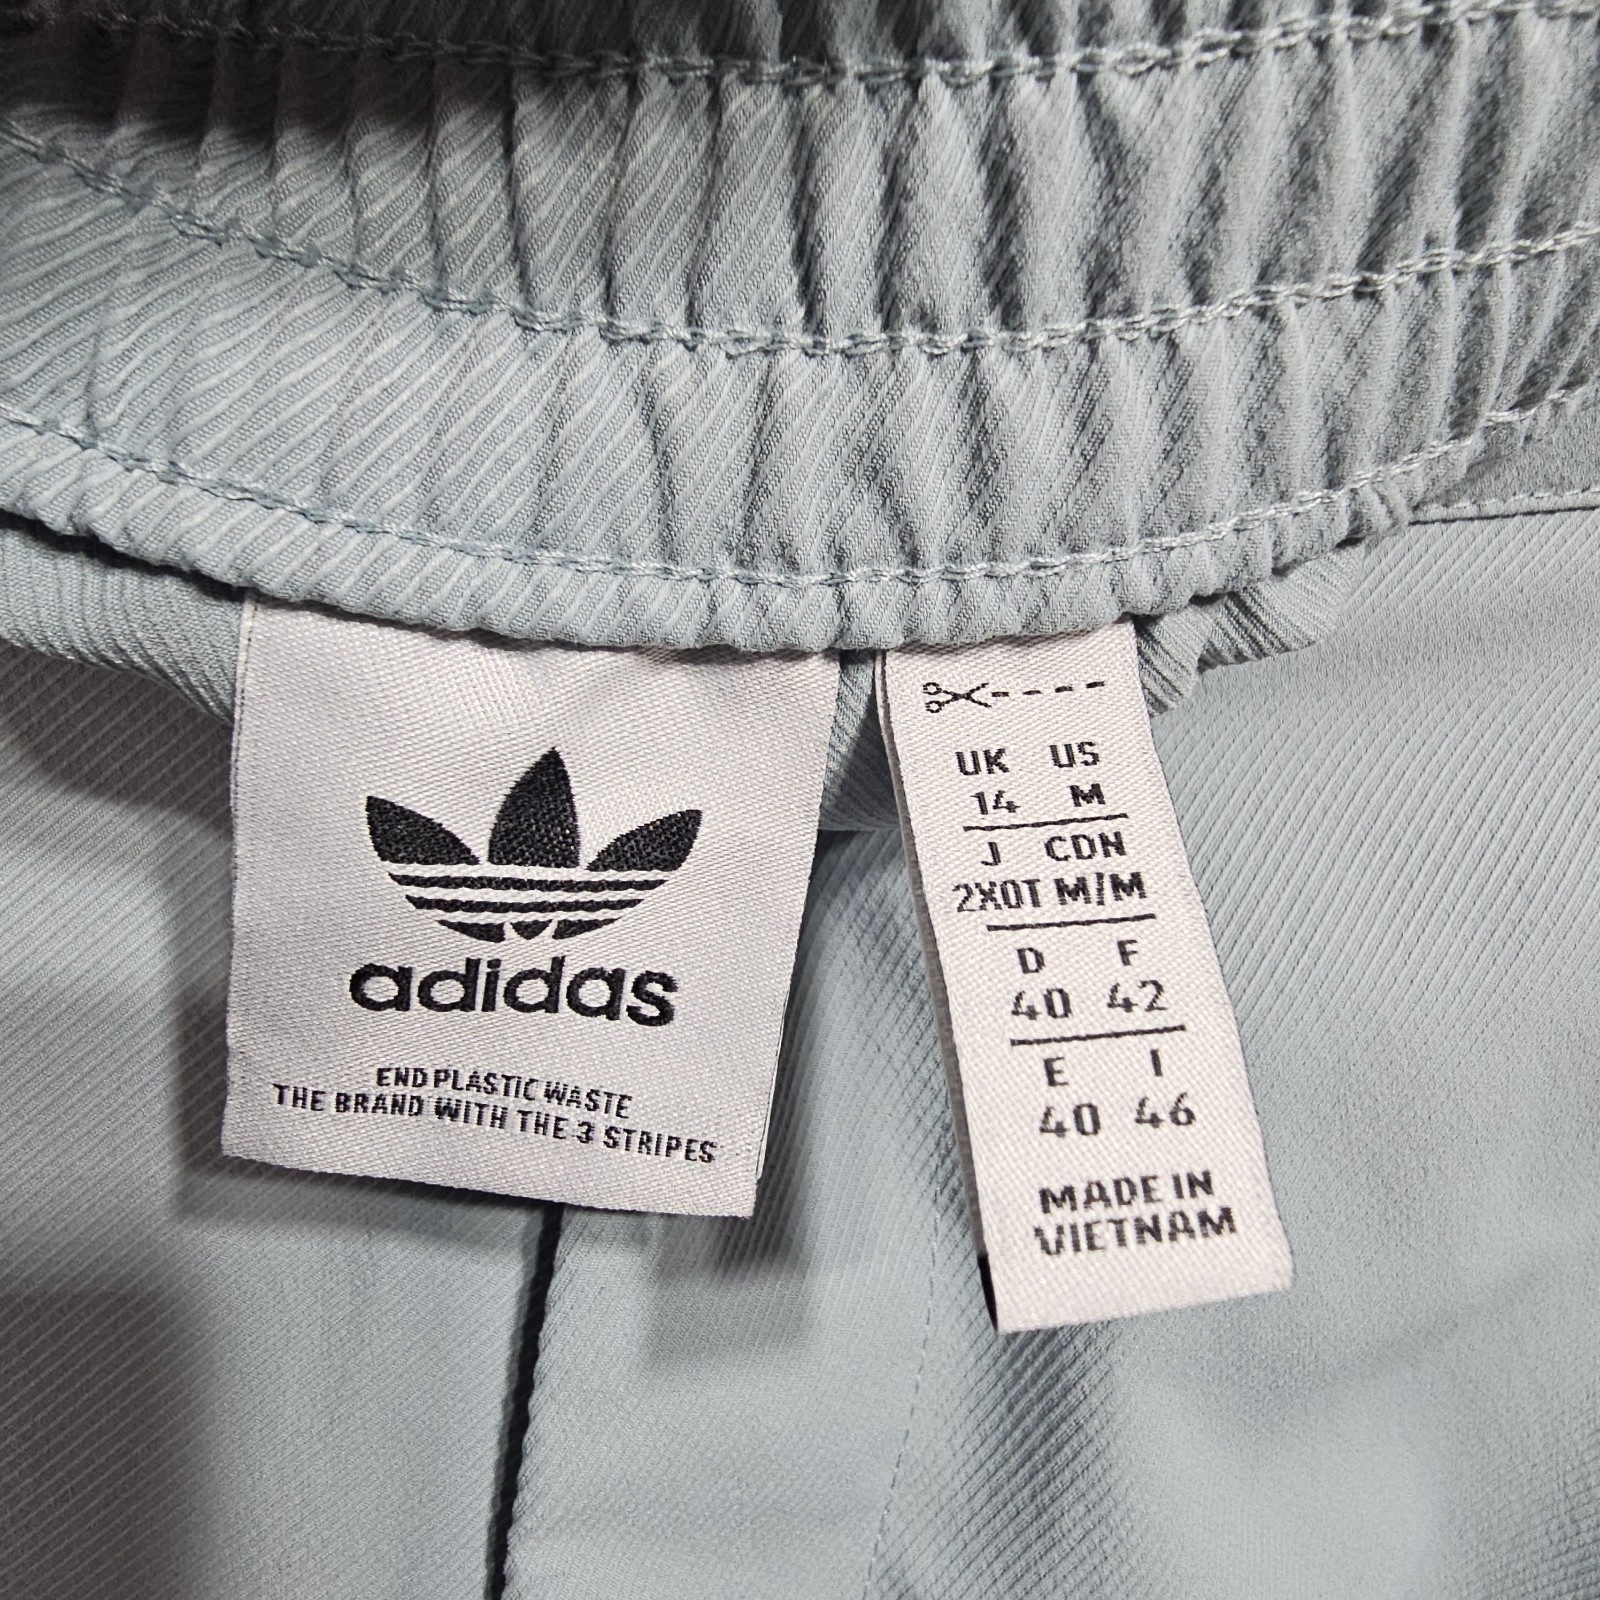 adidas
END PLASTIC WASTE
THE BRAND WITH THE 3 STRIPES
UK US
14 M
J CDN
2XOT M/M
D F
40 42
E I
40 46
MADE IN
VIETNAM